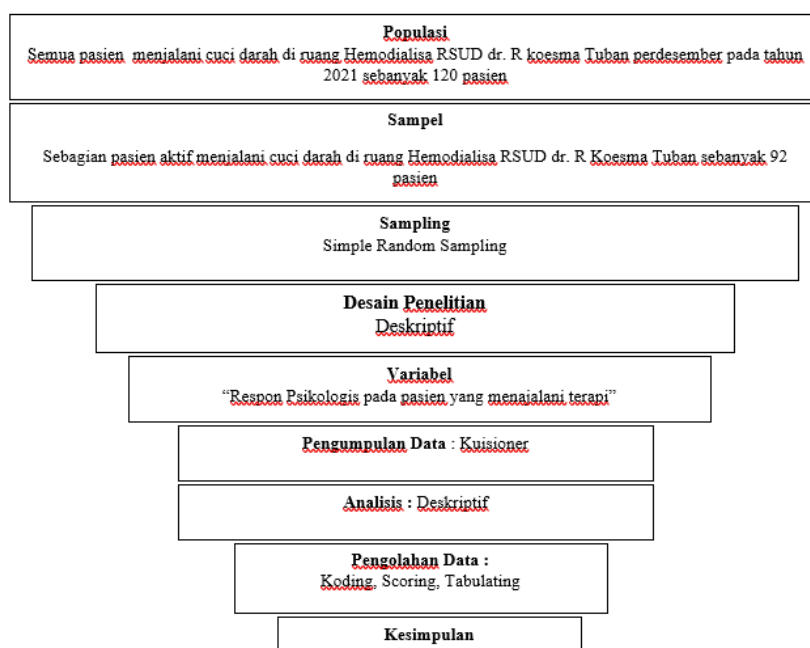 Populasi
Semua pasien menjalani cuci darah di ruang Hemodialisa RSUD dr. R koesma Tuban perdesember pada tahun
2021 sebanyak 120 pasien
Sampel
Sebagian pasien aktif menjalani cuci darah di ruang Hemodialisa RSUD dr. R Koesma Tuban sebanyak 92
pasien
Sampling
Simple Random Sampling
Desain Penelitian
Deskriptif
Variabel
“Respon Psikologis pada pasien yang menajalani terapi”
Pengumpulan Data : Kuisioner
Analisis : Deskriptif
Pengolahan Data :
Koding, Scoring, Tabulating
Kesimpulan